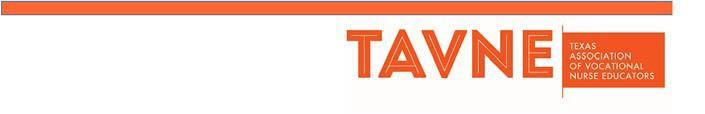 TAVNE
TEXAS
ASSOCIATION
OF VOCATIONAL
NURSE EDUCATORS